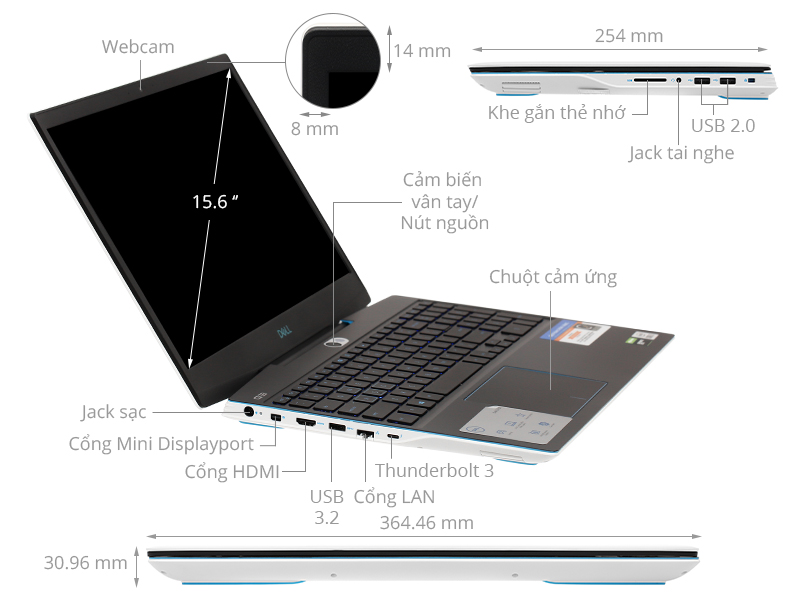 Webcam
14 mm
8 mm
254 mm
Khe gắn thẻ nhớ
USB 2.0
Jack tai nghe
15.6 “
Cảm biến
vân tay/
Nút nguồn
Chuột cảm ứng
DELL
Jack sạc
Cổng Mini Displayport
Cổng HDMI
USB
3.2
Cổng LAN
Thunderbolt 3
364.46 mm
30.96 mm